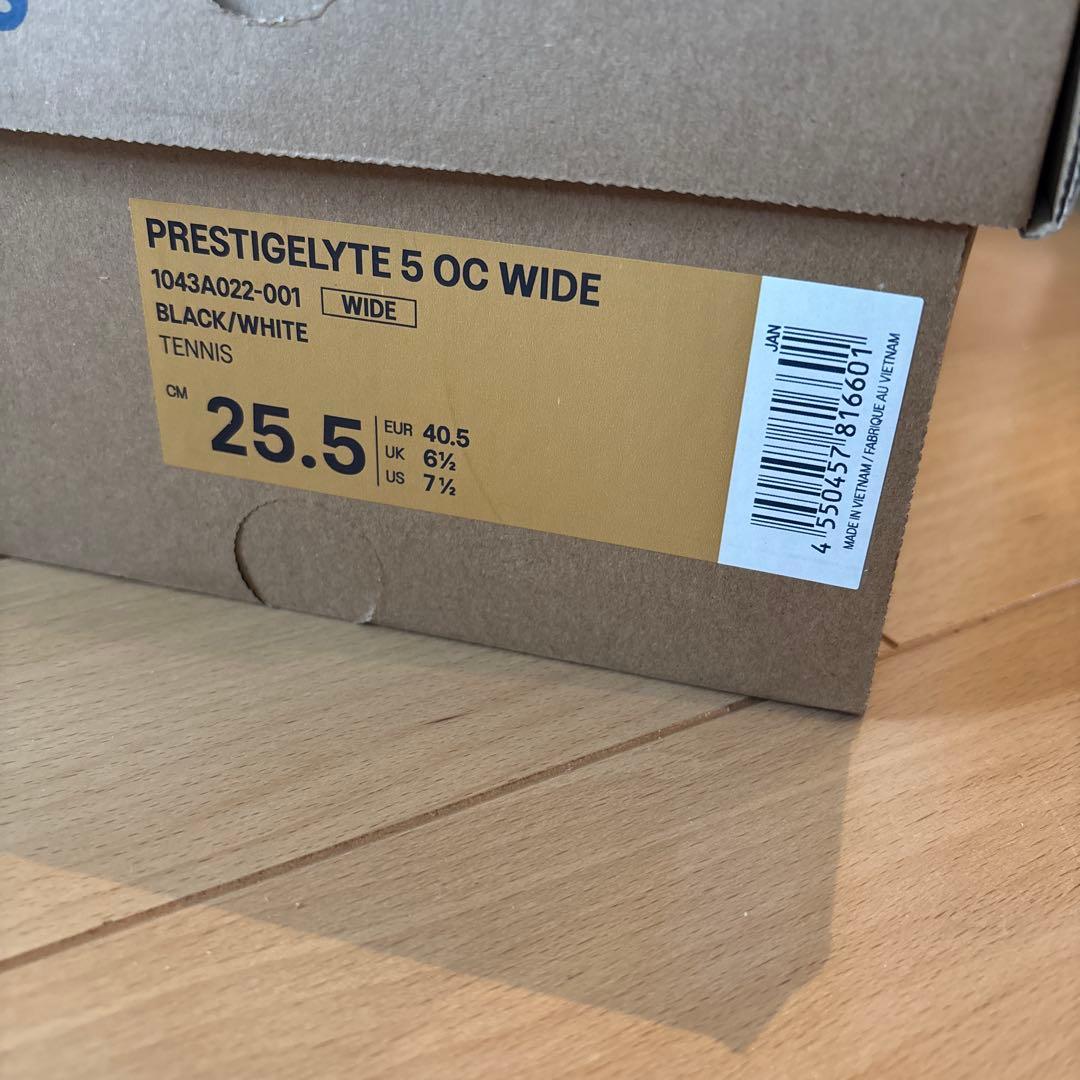 PRESTIGELYTE 5 OC WIDE
1043A022-001 WIDE
BLACK/WHITE
TENNIS
CM 25.5
EUR 40.5
UK 6½
US 7½
JAN
4 550457 816601
MADE IN VIETNAM / FABRIQUE AU VIETNAM